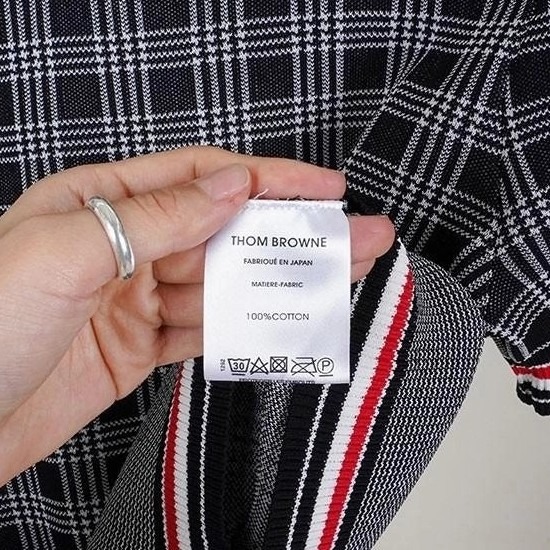 THOM BROWNE
FABRIQUÉ EN JAPAN
MATIERE-FABRIC
100%COTTON
30
P